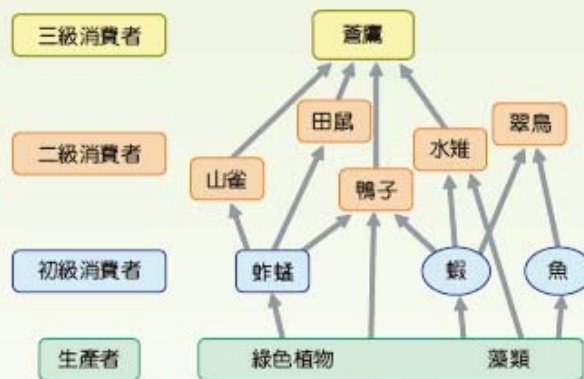 三級消費者
蒼鷹
二級消費者
山雀
田鼠
鴨子
水雉
翠鳥
初級消費者
蚱蜢
蝦
魚
生產者
綠色植物
藻類